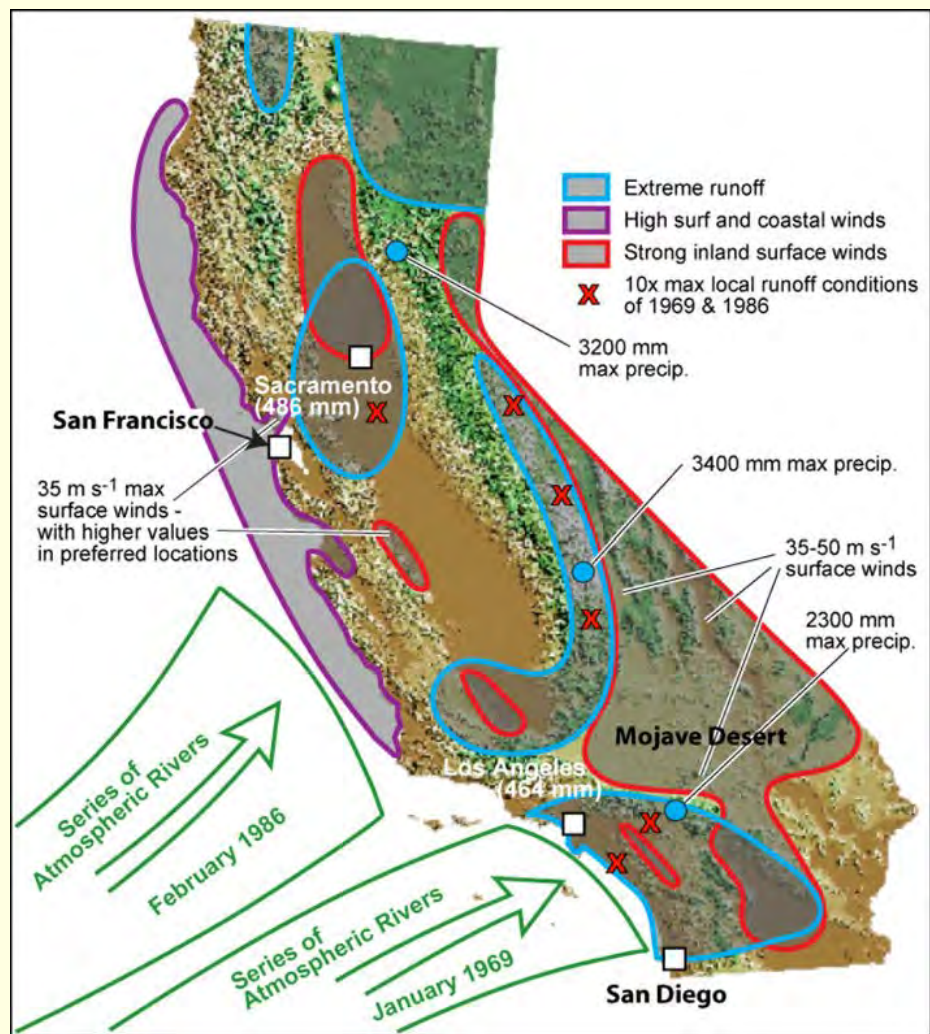 Extreme runoff
High surf and coastal winds
Strong inland surface winds
X 10x max local runoff conditions
of 1969 & 1986
3200 mm
max precip.
Sacramento
(486 mm)
X
X
San Francisco
3400 mm max precip.
X
35 m s-1 max
surface winds -
with higher values
in preferred locations
35-50 m s-1
surface winds
X
2300 mm
max precip.
Mojave Desert
Los Angeles
(464 mm)
X
X
Series of
Atmospheric Rivers
February 1986
Series of
Atmospheric Rivers
January 1969
San Diego